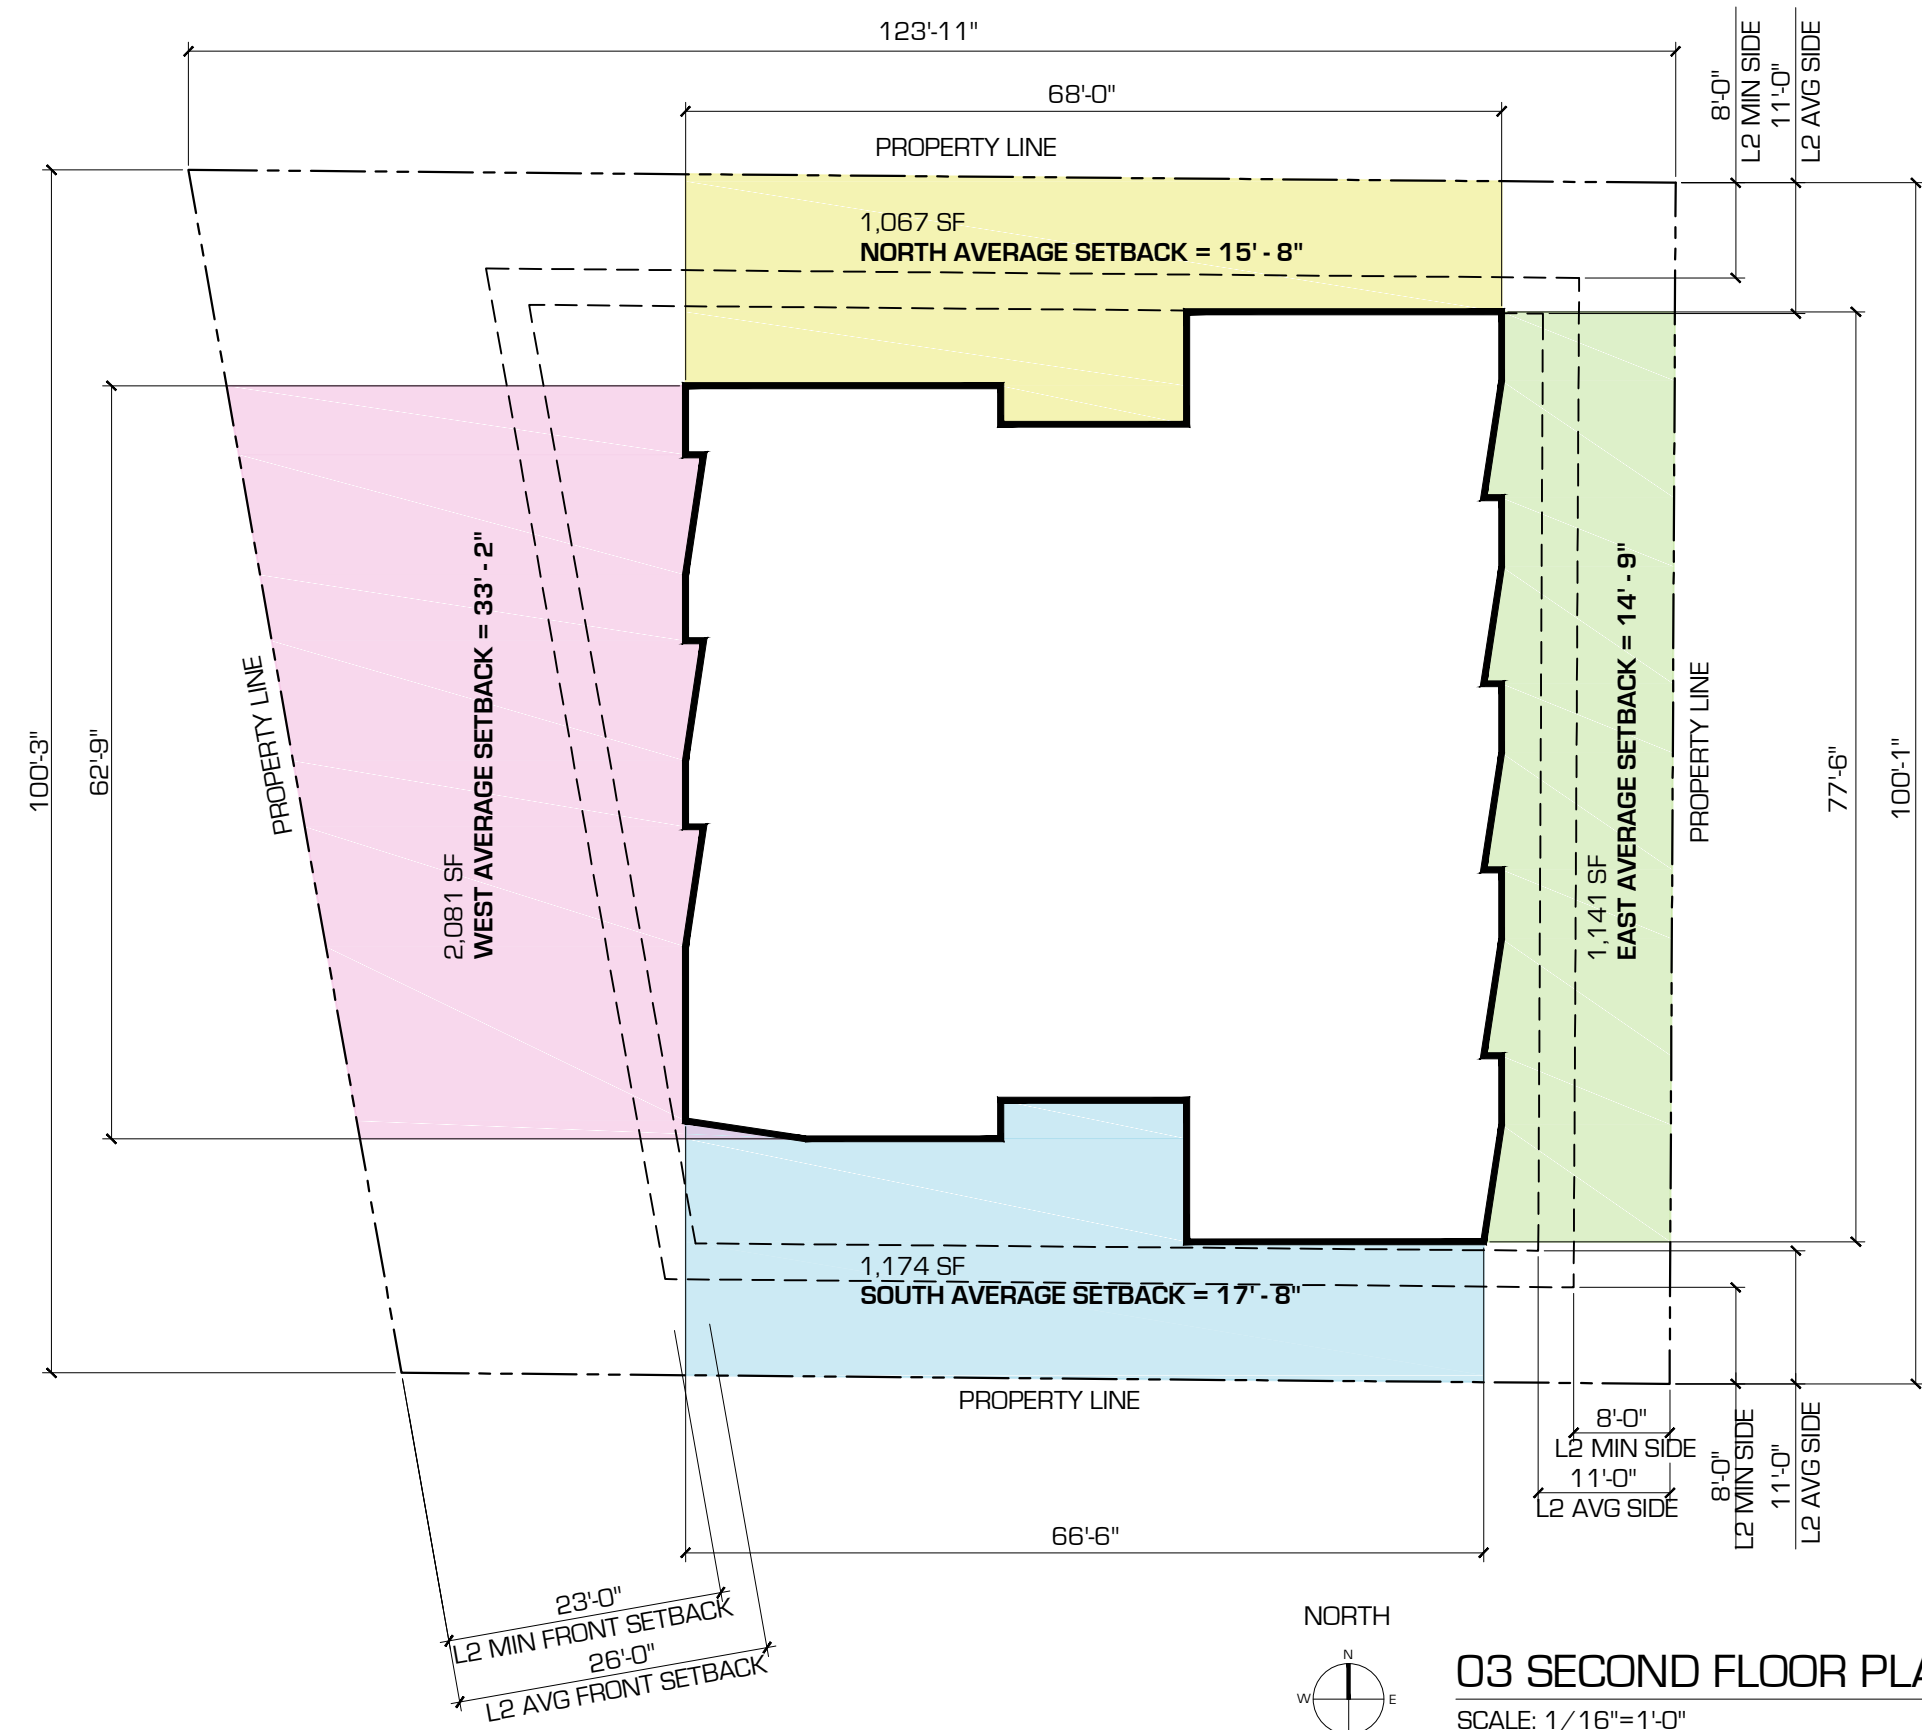 123'-11"
68'-0"
PROPERTY LINE
8'-0"
L2 MIN SIDE
11'-0"
L2 AVG SIDE
1,067 SF
NORTH AVERAGE SETBACK = 15' - 8"
100'-3"
62'-9"
PROPERTY LINE
2,081 SF
WEST AVERAGE SETBACK = 33' - 2"
1,141 SF
EAST AVERAGE SETBACK = 14' - 9"
PROPERTY LINE
77'-6"
100'-1"
1,174 SF
SOUTH AVERAGE SETBACK = 17' - 8"
PROPERTY LINE
8'-0"
L2 MIN SIDE
11'-0"
L2 AVG SIDE
8'-0"
L2 MIN SIDE
11'-0"
L2 AVG SIDE
66'-6"
23'-0"
L2 MIN FRONT SETBACK
26'-0"
L2 AVG FRONT SETBACK
NORTH
N
W
E
03 SECOND FLOOR PLA
SCALE: 1/16"=1'-0"